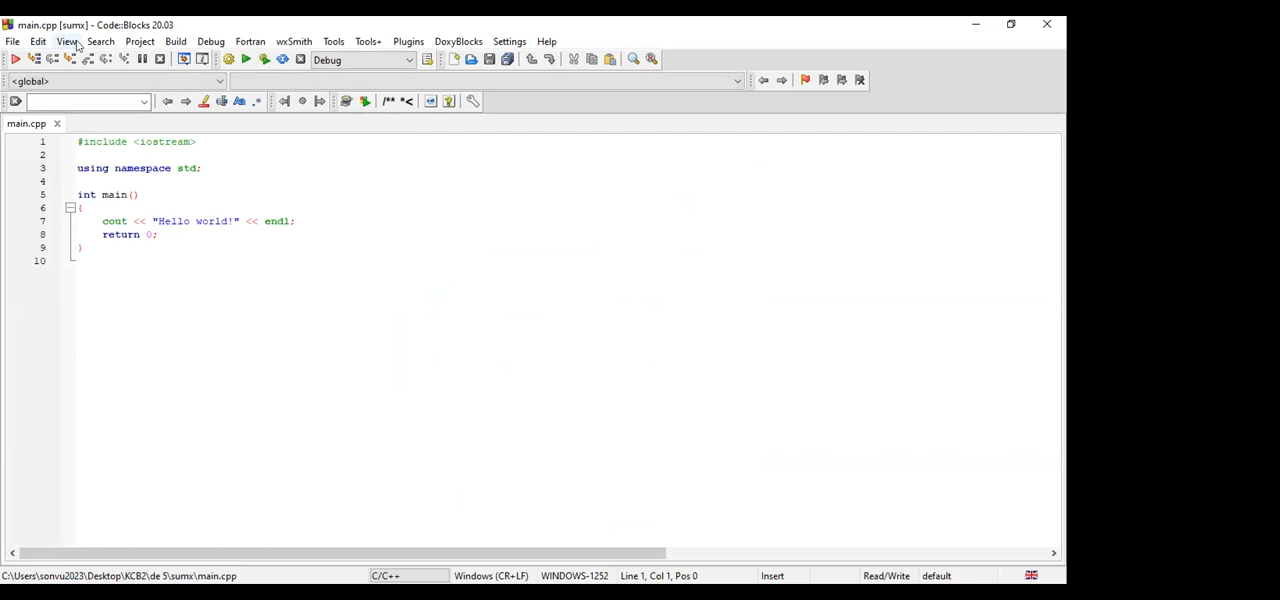 main.cpp [sumx] - Code::Blocks 20.03
File Edit View Search Project Build Debug Fortran wxSmith Tools Tools+ Plugins DoxyBlocks Settings Help
Debug
<global>
/** *<
main.cpp
1 #include <iostream>
2
3 using namespace std;
4
5 int main()
6 {
7 cout << "Hello world!" << endl;
8 return 0;
9 }
10
C:\Users\sonvu2023\Desktop\KCB2\de 5\sumx\main.cpp C/C++ Windows (CR+LF) WINDOWS-1252 Line 1, Col 1, Pos 0 Insert Read/Write default